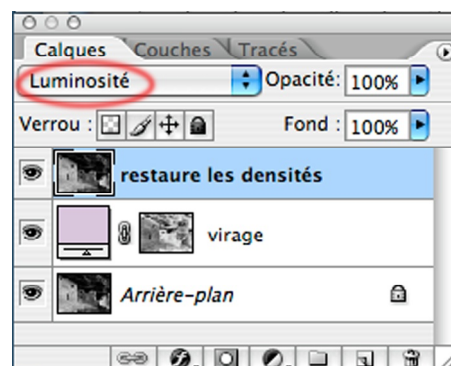 Calques Couches Tracés
Luminosité Opacité: 100%
Verrou : Fond : 100%
restaure les densités
virage
Arrière-plan